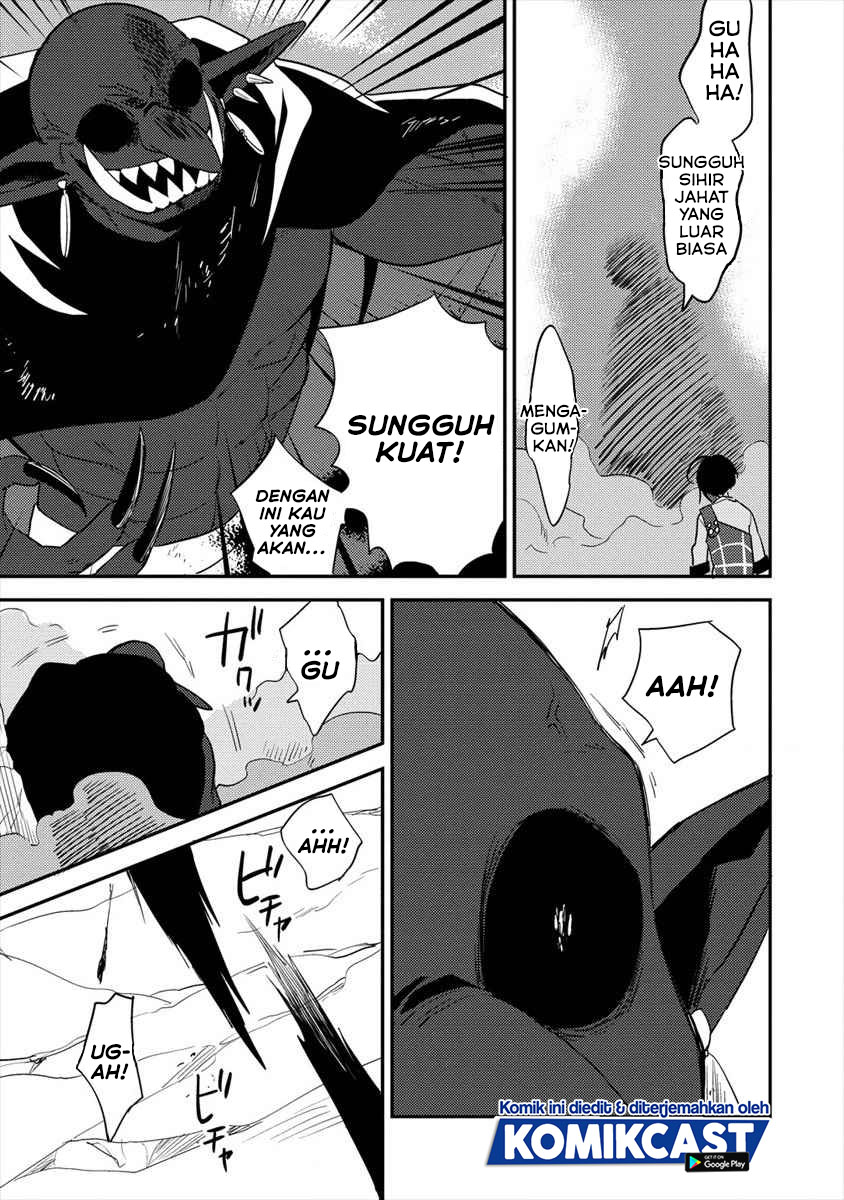 GU
HA
HA
HA!
SUNGGUH
SIHIR
JAHAT
YANG
LUAR
BIASA
MENGA-
GUM-
KAN!
SUNGGUH
KUAT!
DENGAN
INI KAU
YANG
AKAN...
AAH!
...
GU
ガクッ
...
AHH!
ビチャ
UG-
AH!
ビチャ
Komik ini diedit & diterjemahkan oleh
KOMIKCAST
GET IT ON
Google Play